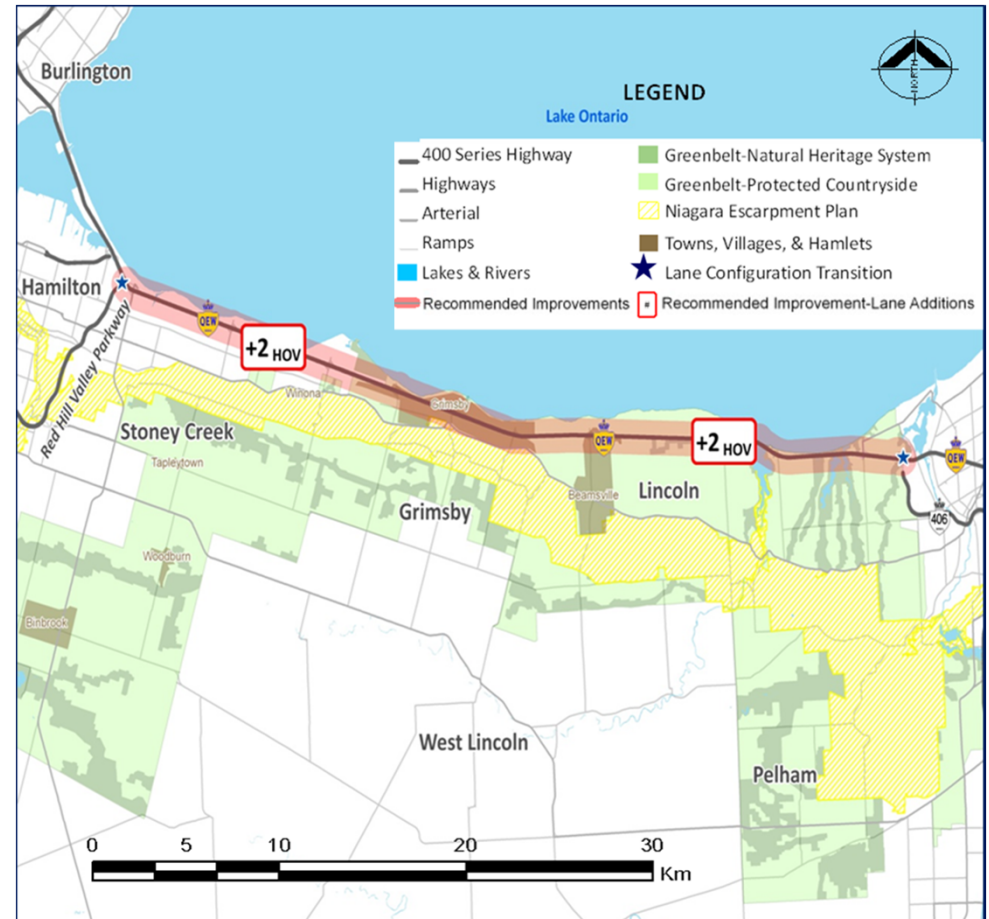 Burlington
NORTH
LEGEND
Lake Ontario
400 Series Highway
Highways
Arterial
Ramps
Lakes & Rivers
Recommended Improvements
Greenbelt-Natural Heritage System
Greenbelt-Protected Countryside
Niagara Escarpment Plan
Towns, Villages, & Hamlets
Lane Configuration Transition
Recommended Improvement-Lane Additions
Hamilton
Red Hill Valley Parkway
QEW
+2 HOV
Winona
Grimsby
Stoney Creek
Tapleytown
QEW
+2 HOV
QEW
406
Beamsville
Lincoln
Grimsby
Woodburn
Binbrook
West Lincoln
Pelham
0 5 10 20 30
Km